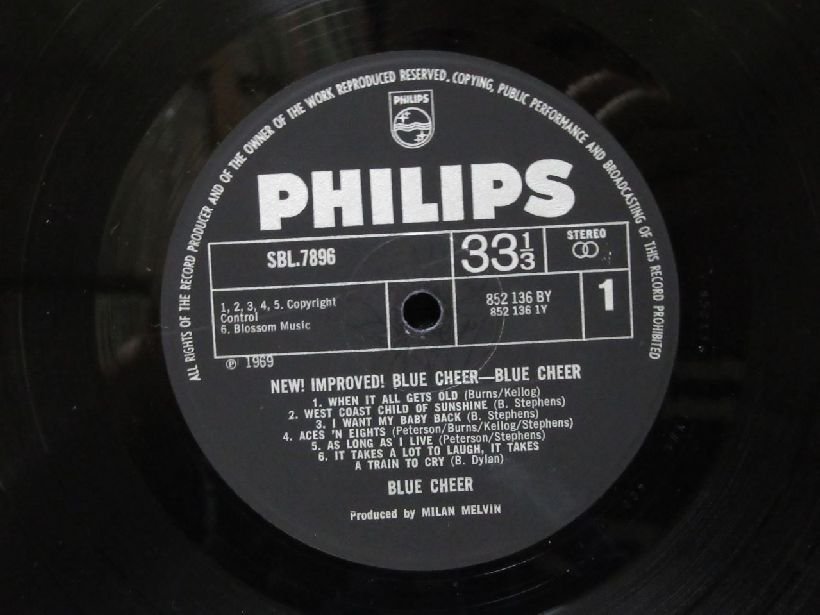 ALL RIGHTS OF THE RECORD PRODUCER AND OF THE OWNER OF THE WORK REPRODUCED RESERVED. COPYING, PUBLIC PERFORMANCE AND BROADCASTING OF THIS RECORD PROHIBITED
PHILIPS
PHILIPS
SBL.7896
33 1/3
STEREO
1, 2, 3, 4, 5. Copyright
Control
6. Blossom Music
852 136 BY
852 136 1Y
1
℗ 1969
NEW! IMPROVED! BLUE CHEER—BLUE CHEER
1. WHEN IT ALL GETS OLD (Burns/Kellog)
2. WEST COAST CHILD OF SUNSHINE (B. Stephens)
3. I WANT MY BABY BACK (B. Stephens)
4. ACES 'N EIGHTS (Peterson/Burns/Kellog/Stephens)
5. AS LONG AS I LIVE (Peterson/Stephens)
6. IT TAKES A LOT TO LAUGH, IT TAKES
A TRAIN TO CRY (B. Dylan)
BLUE CHEER
Produced by MILAN MELVIN